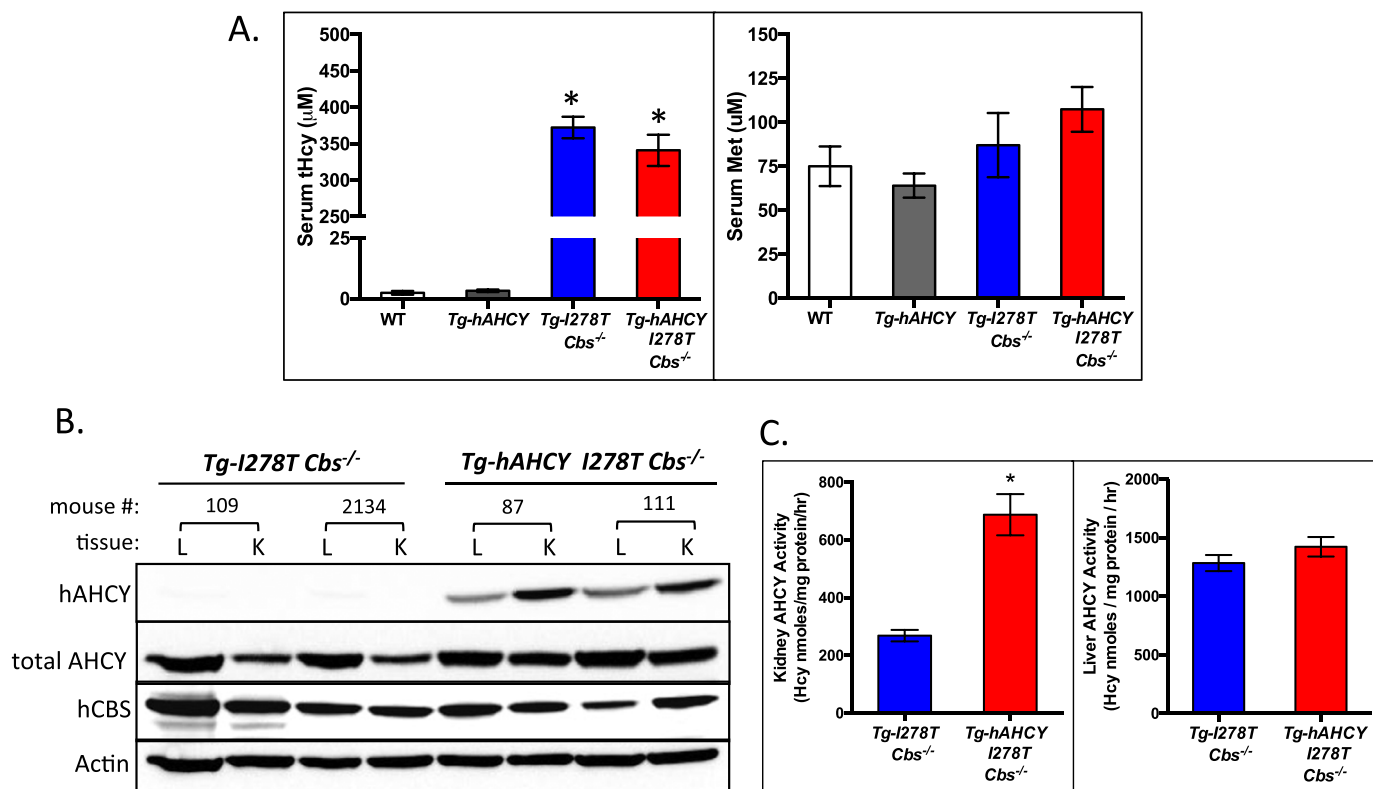 A.
Serum tHcy (μM)
500
450
400
350
300
250
25
0
*
*
WT
Tg-hAHCY
Tg-I278T
Cbs-/-
Tg-hAHCY
I278T
Cbs-/-
Serum Met (uM)
150
125
100
75
50
25
0
WT
Tg-hAHCY
Tg-I278T
Cbs-/-
Tg-hAHCY
I278T
Cbs-/-
B.
Tg-I278T Cbs-/- Tg-hAHCY I278T Cbs-/-
mouse #: 109 2134 87 111
tissue: L K L K L K L K
hAHCY
total AHCY
hCBS
Actin
C.
Kidney AHCY Activity
(Hcy nmoles/mg protein/hr)
800
600
400
200
0
*
Tg-I278T
Cbs-/-
Tg-hAHCY
I278T
Cbs-/-
Liver AHCY Activity
(Hcy nmoles / mg protein / hr)
2000
1500
1000
500
0
Tg-I278T
Cbs-/-
Tg-hAHCY
I278T
Cbs-/-